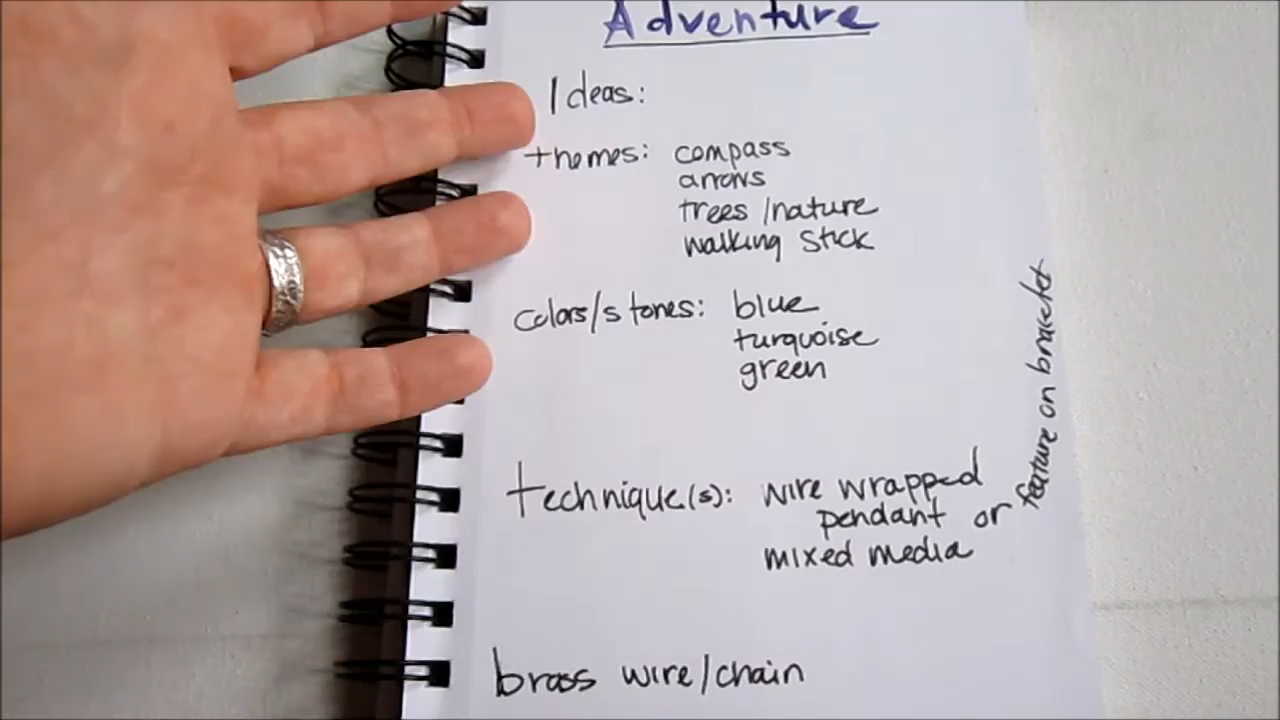 Adventure
Ideas:
themes: compass
arrows
trees/nature
walking stick
colors/stones: blue
turquoise
green
technique(s): wire wrapped
pendant or feature on bracelet
mixed media
brass wire/chain